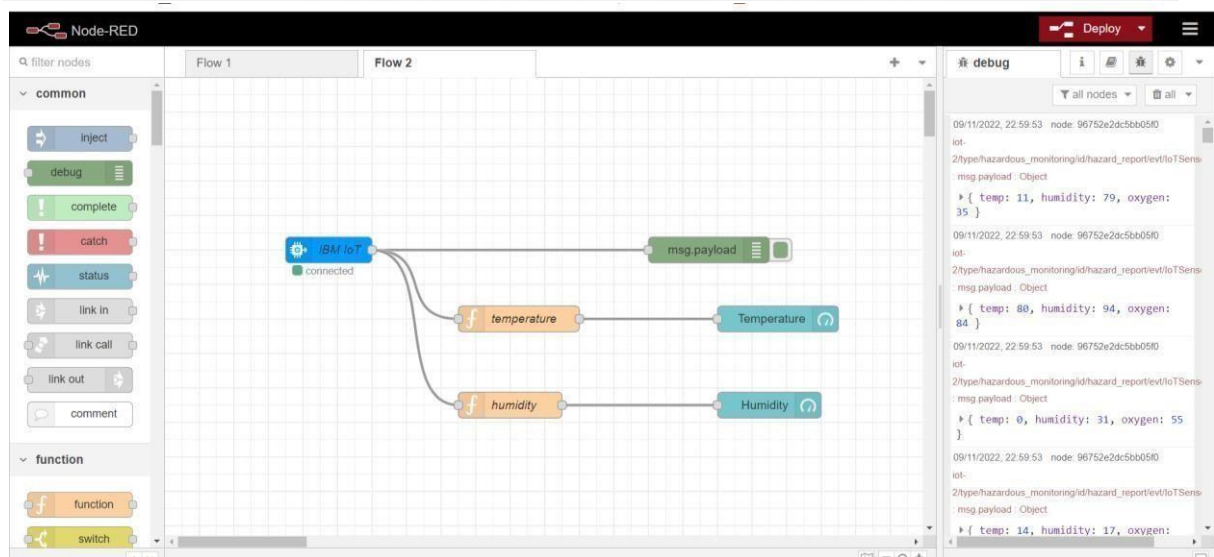 Node-RED
Deploy
filter nodes
Flow 1
Flow 2
debug
i
all nodes
all
common
inject
debug
complete
catch
status
link in
link call
link out
comment
function
function
switch
IBM IoT
connected
msg.payload
temperature
Temperature
humidity
Humidity
09/11/2022, 22:59:53 node: 96752e2dc5bb05f0
iot-
2/type/hazardous_monitoring/id/hazard_report/evt/IoTSens
: msg.payload : Object
{ temp: 11, humidity: 79, oxygen:
35 }
09/11/2022, 22:59:53 node: 96752e2dc5bb05f0
iot-
2/type/hazardous_monitoring/id/hazard_report/evt/IoTSens
: msg.payload : Object
{ temp: 80, humidity: 94, oxygen:
84 }
09/11/2022, 22:59:53 node: 96752e2dc5bb05f0
iot-
2/type/hazardous_monitoring/id/hazard_report/evt/IoTSens
: msg.payload : Object
{ temp: 0, humidity: 31, oxygen: 55
}
09/11/2022, 22:59:53 node: 96752e2dc5bb05f0
iot-
2/type/hazardous_monitoring/id/hazard_report/evt/IoTSens
: msg.payload : Object
{ temp: 14, humidity: 17, oxygen: